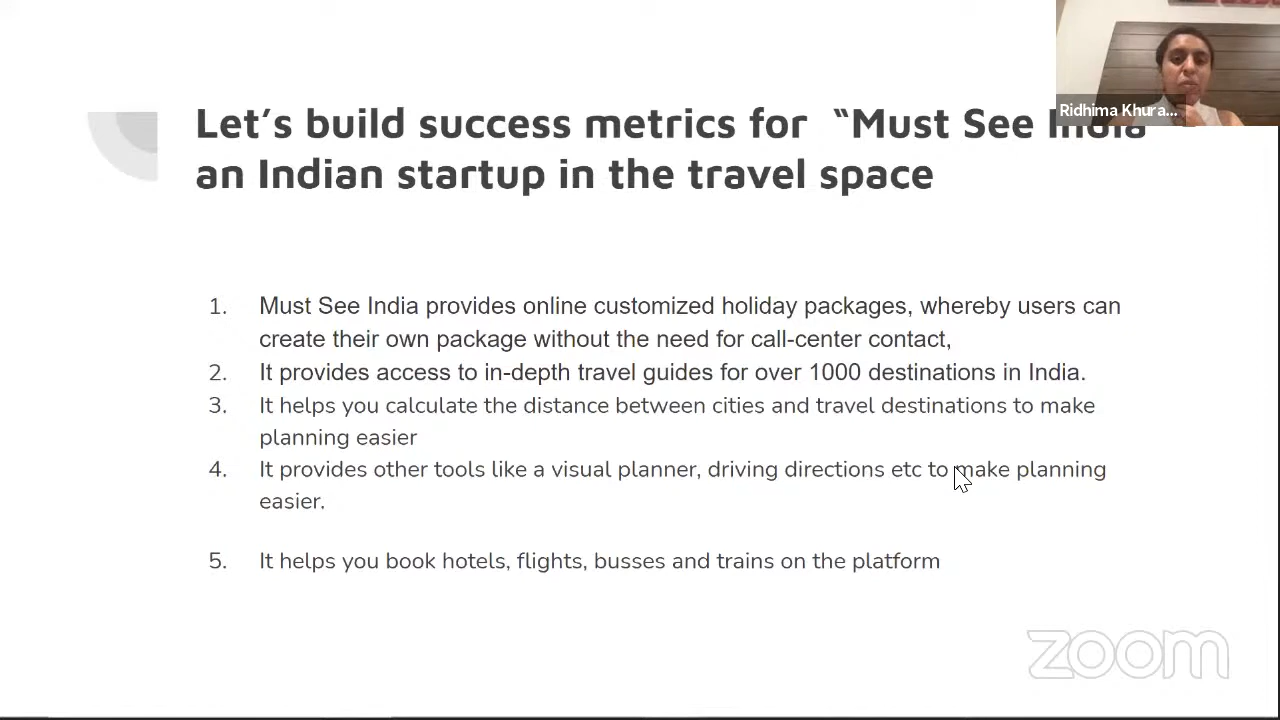 Ridhima Khura...
Let’s build success metrics for “Must See India
an Indian startup in the travel space
1. Must See India provides online customized holiday packages, whereby users can
create their own package without the need for call-center contact,
2. It provides access to in-depth travel guides for over 1000 destinations in India.
3. It helps you calculate the distance between cities and travel destinations to make
planning easier
4. It provides other tools like a visual planner, driving directions etc to make planning
easier.
5. It helps you book hotels, flights, busses and trains on the platform
zoom